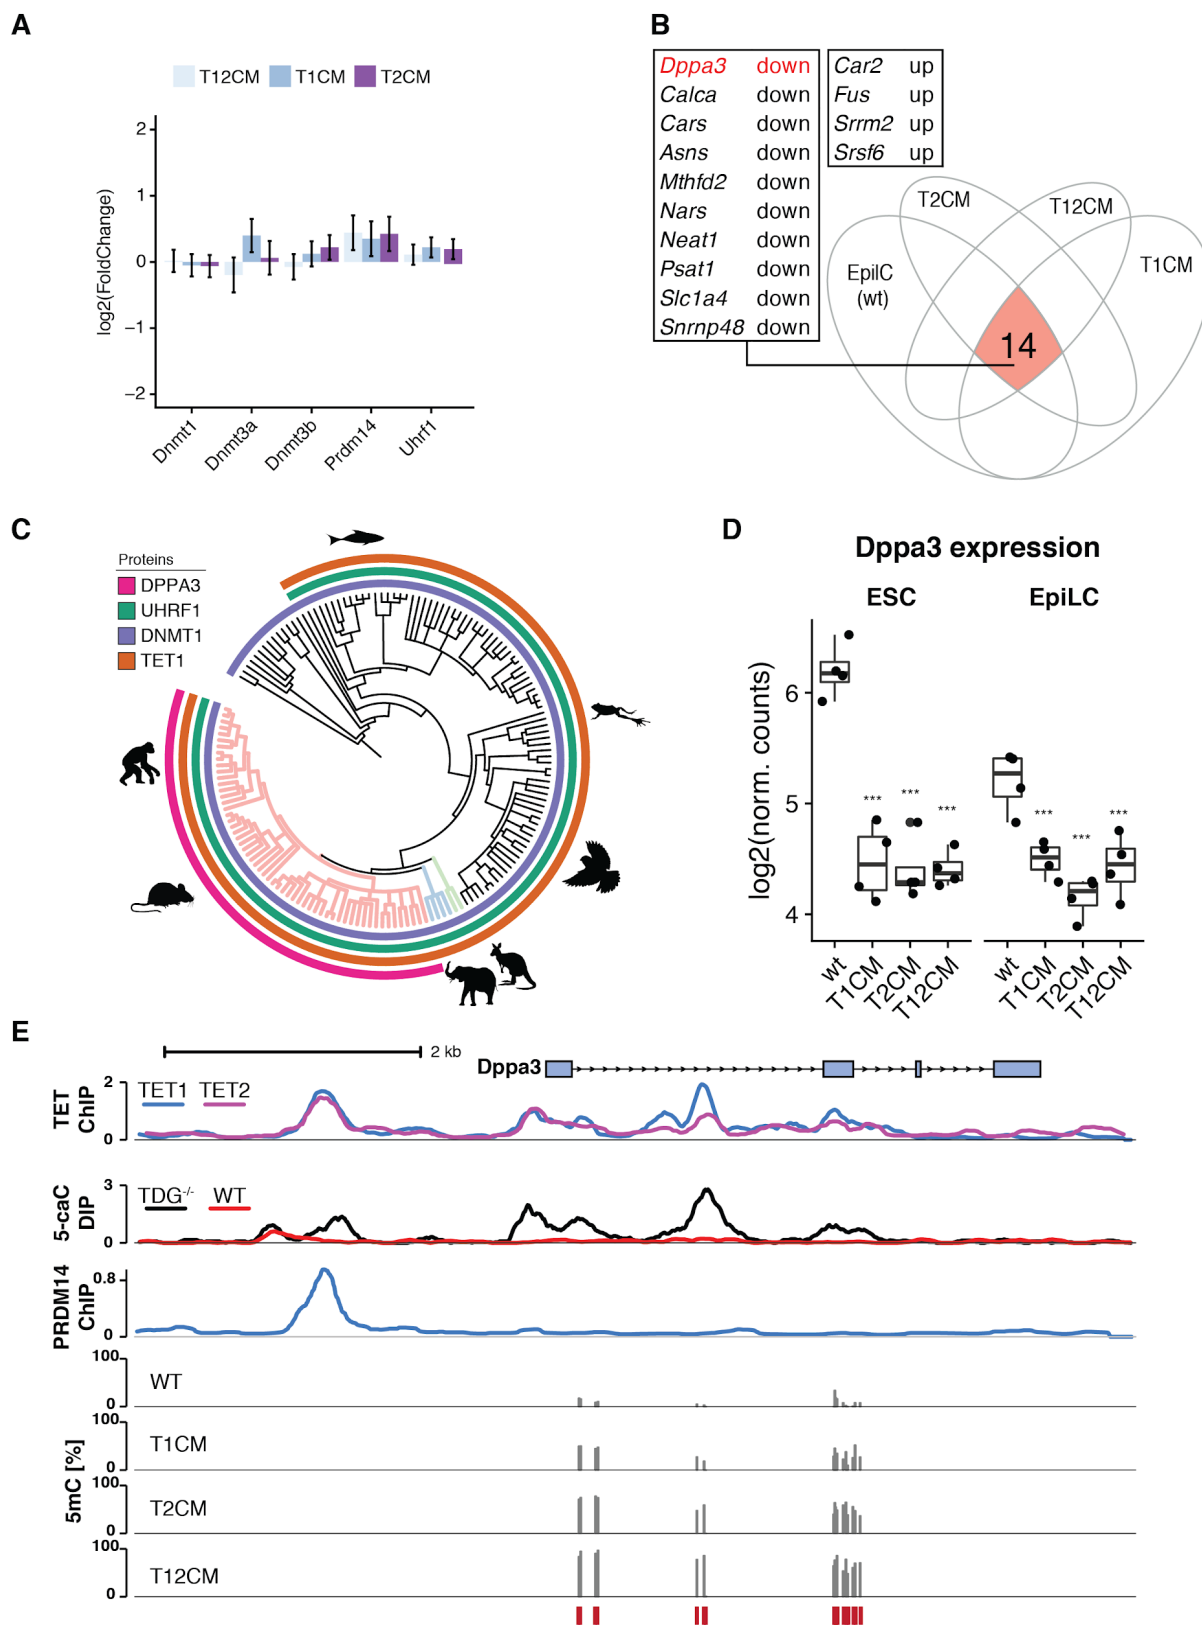 A
T12CM T1CM T2CM
log2(FoldChange)
2
1
0
−1
−2
Dnmt1
Dnmt3a
Dnmt3b
Prdm14
Uhrf1
B
Dppa3 down
Calca down
Cars down
Asns down
Mthfd2 down
Nars down
Neat1 down
Psat1 down
Slc1a4 down
Snrnp48 down
Car2 up
Fus up
Srrm2 up
Srsf6 up
T2CM
T12CM
EpilC
(wt)
T1CM
14
C
Proteins
DPPA3
UHRF1
DNMT1
TET1
D
Dppa3 expression
ESC
EpiLC
log2(norm. counts)
6
5
4
***
***
***
***
***
***
wt
T1CM
T2CM
T12CM
wt
T1CM
T2CM
T12CM
E
2 kb
Dppa3
TET
ChIP
2
0
TET1 TET2
5-caC
DIP
3
0
TDG-/- WT
PRDM14
ChIP
0.8
0
5mC [%]
100
0
WT
100
0
T1CM
100
0
T2CM
100
0
T12CM